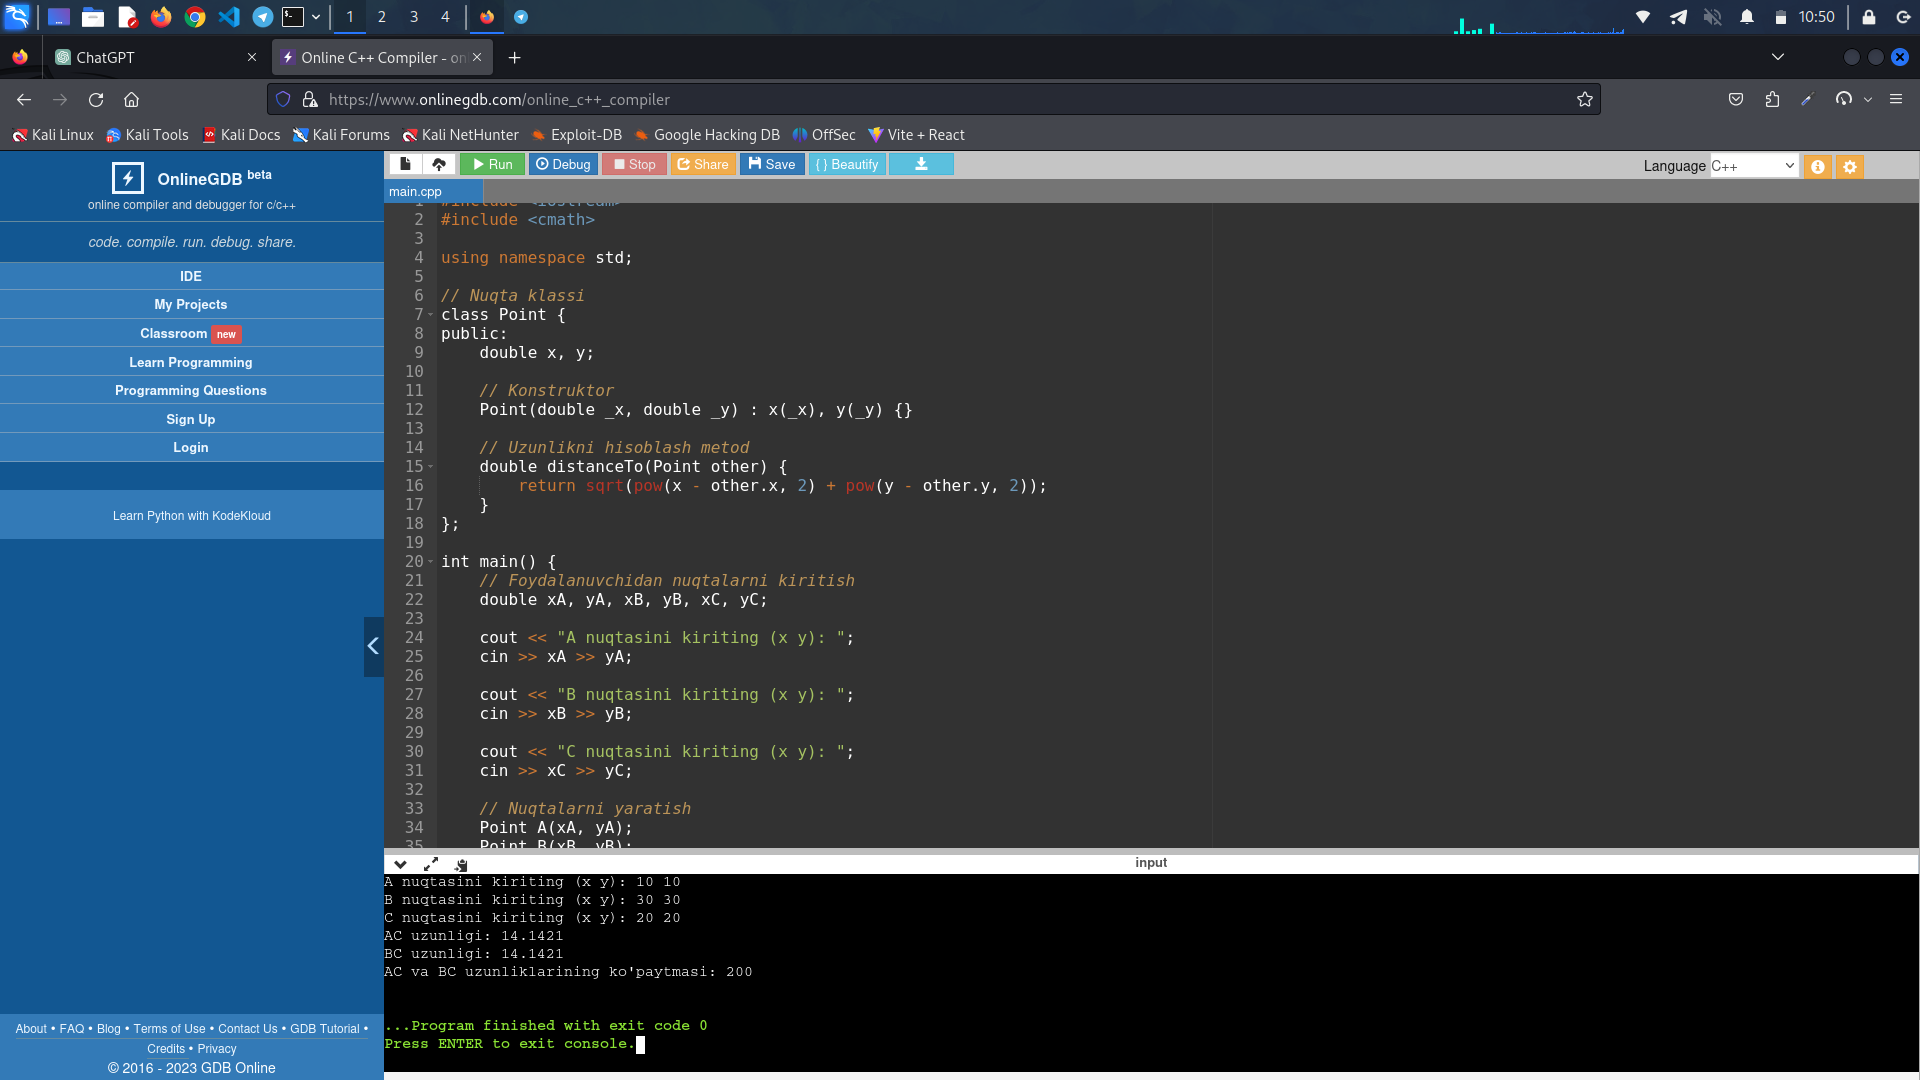 1 2 3 4 10:50
ChatGPT Online C++ Compiler - on
https://www.onlinegdb.com/online_c++_compiler
Kali Linux Kali Tools Kali Docs Kali Forums Kali NetHunter Exploit-DB Google Hacking DB OffSec Vite + React
OnlineGDB beta
online compiler and debugger for c/c++
code. compile. run. debug. share.
IDE
My Projects
Classroom new
Learn Programming
Programming Questions
Sign Up
Login
Learn Python with KodeKloud
About • FAQ • Blog • Terms of Use • Contact Us • GDB Tutorial •
Credits • Privacy
© 2016 - 2023 GDB Online
Run Debug Stop Share Save { } Beautify Language C++
main.cpp
1 #include <iostream>
2 #include <cmath>
3
4 using namespace std;
5
6 // Nuqta klassi
7 class Point {
8 public:
9 double x, y;
10
11 // Konstruktor
12 Point(double _x, double _y) : x(_x), y(_y) {}
13
14 // Uzunlikni hisoblash metod
15 double distanceTo(Point other) {
16 return sqrt(pow(x - other.x, 2) + pow(y - other.y, 2));
17 }
18 };
19
20 int main() {
21 // Foydalanuvchidan nuqtalarni kiritish
22 double xA, yA, xB, yB, xC, yC;
23
24 cout << "A nuqtasini kiriting (x y): ";
25 cin >> xA >> yA;
26
27 cout << "B nuqtasini kiriting (x y): ";
28 cin >> xB >> yB;
29
30 cout << "C nuqtasini kiriting (x y): ";
31 cin >> xC >> yC;
32
33 // Nuqtalarni yaratish
34 Point A(xA, yA);
35 Point B(xB, yB);
input
A nuqtasini kiriting (x y): 10 10
B nuqtasini kiriting (x y): 30 30
C nuqtasini kiriting (x y): 20 20
AC uzunligi: 14.1421
BC uzunligi: 14.1421
AC va BC uzunliklarining ko'paytmasi: 200
...Program finished with exit code 0
Press ENTER to exit console.